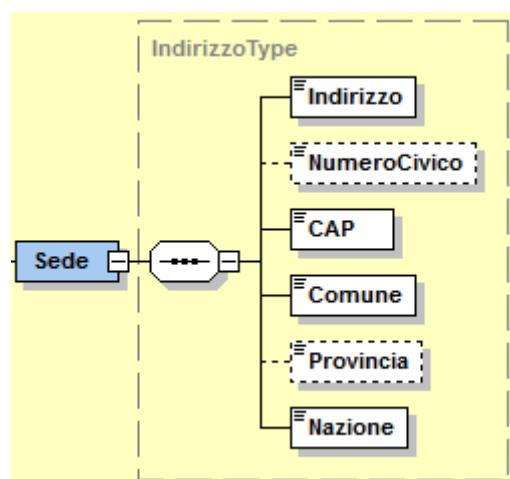 IndirizzoType
Indirizzo
NumeroCivico
CAP
Sede
Comune
Provincia
Nazione